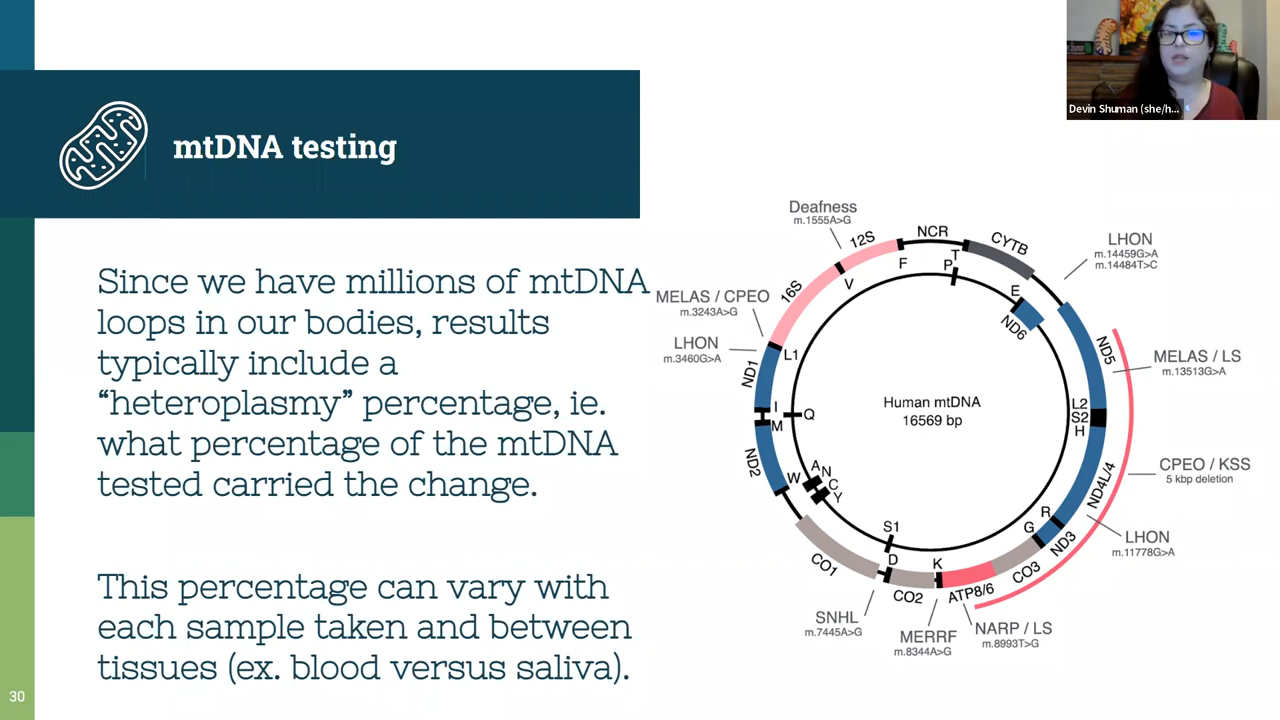 Devin Shuman (she/h...
mtDNA testing
Since we have millions of mtDNA
loops in our bodies, results
typically include a
“heteroplasmy” percentage, ie.
what percentage of the mtDNA
tested carried the change.
This percentage can vary with
each sample taken and between
tissues (ex. blood versus saliva).
30
Deafness
m.1555A>G
12S
NCR
CYTB
F
T
P
V
16S
E
ND6
LHON
m.14459G>A
m.14484T>C
MELAS / CPEO
m.3243A>G
LHON
m.3460G>A
L1
ND1
ND5
MELAS / LS
m.13513G>A
Human mtDNA
16569 bp
I
Q
M
L2
S2
H
ND2
W
A
N
C
Y
CPEO / KSS
5 kbp deletion
ND4L/4
R
G
ND3
LHON
m.11778G>A
S1
D
K
CO1
CO2
ATP8/6
CO3
SNHL
m.7445A>G
MERRF
m.8344A>G
NARP / LS
m.8993T>G